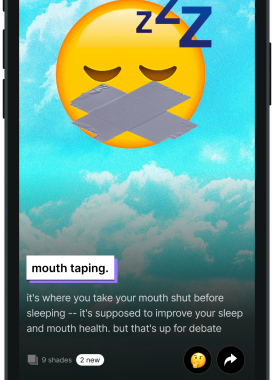 z Z Z
mouth taping.
it's where you take your mouth shut before
sleeping -- it's supposed to improve your sleep
and mouth health. but that's up for debate
9 shades 2 new